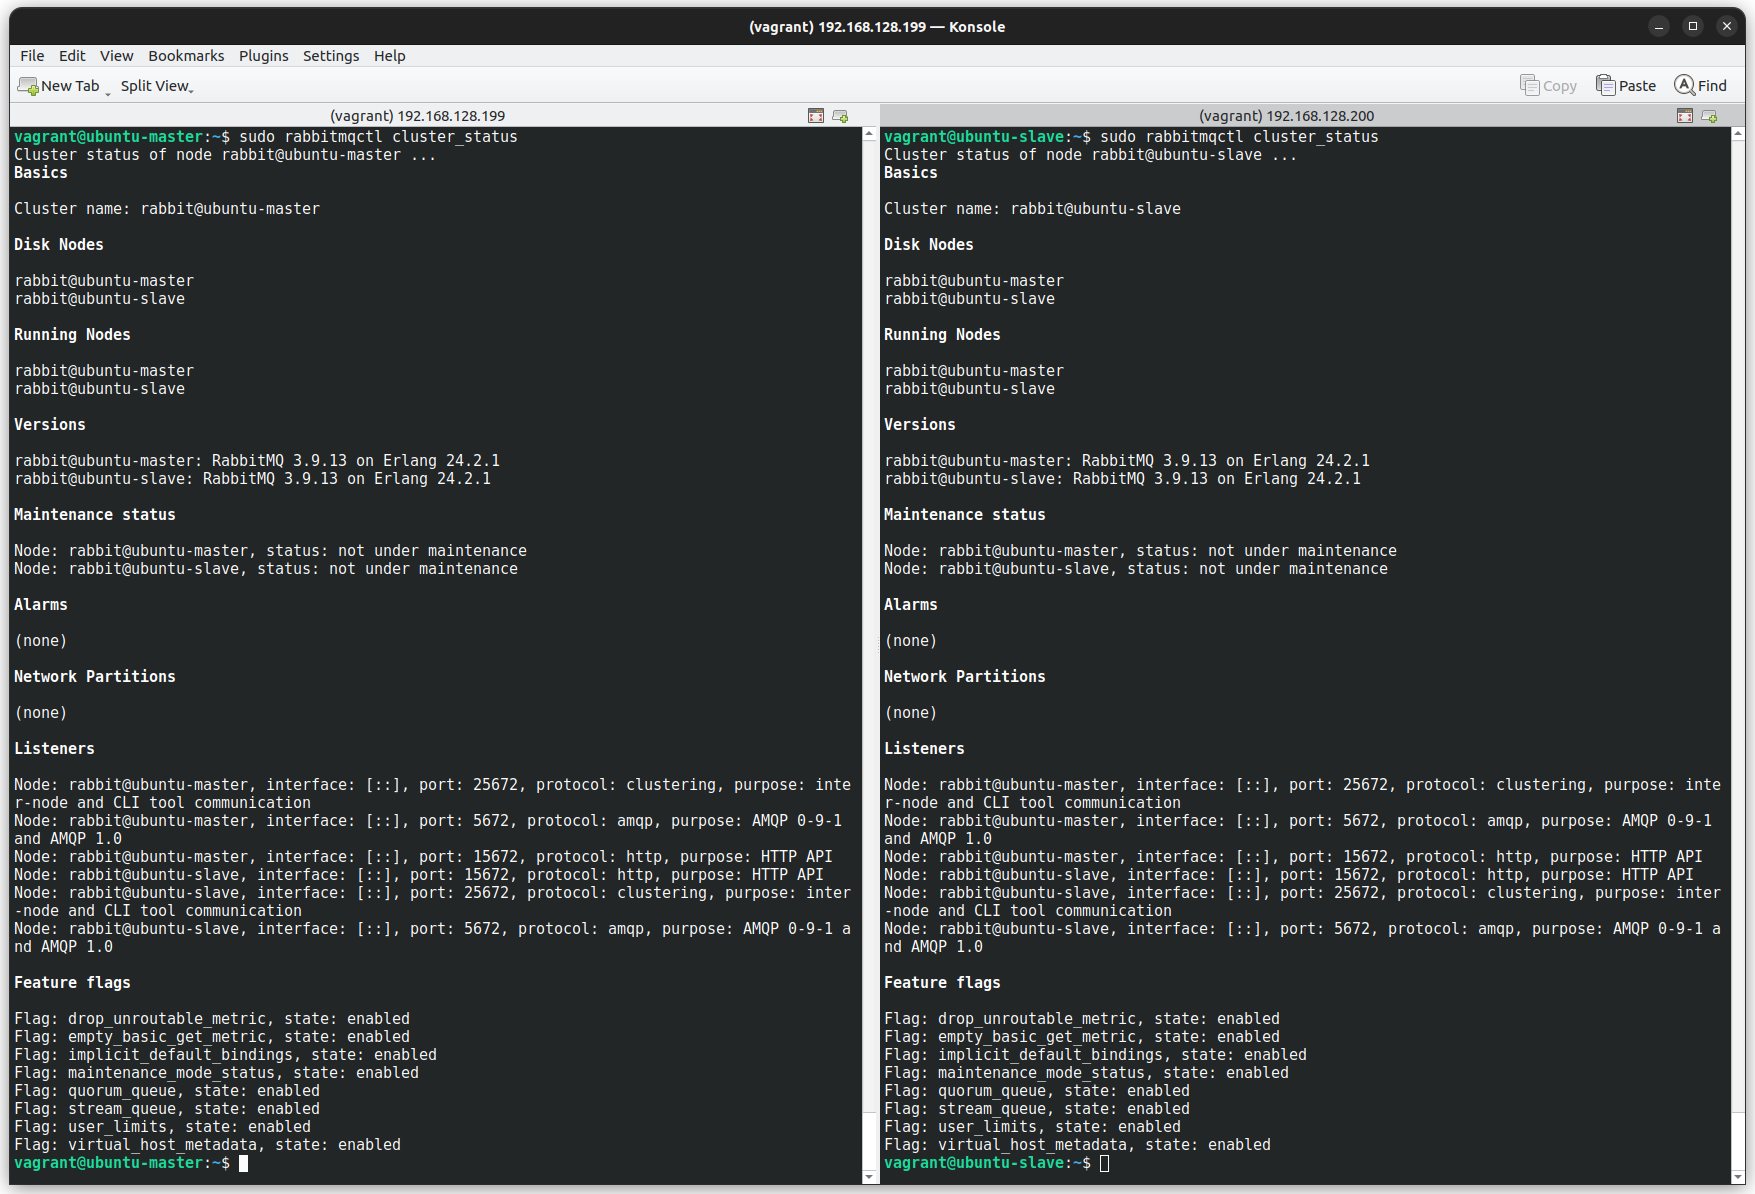 (vagrant) 192.168.128.199 — Konsole
File Edit View Bookmarks Plugins Settings Help
New Tab Split View Copy Paste Find
(vagrant) 192.168.128.199
vagrant@ubuntu-master:~$ sudo rabbitmqctl cluster_status
Cluster status of node rabbit@ubuntu-master ...
Basics
Cluster name: rabbit@ubuntu-master
Disk Nodes
rabbit@ubuntu-master
rabbit@ubuntu-slave
Running Nodes
rabbit@ubuntu-master
rabbit@ubuntu-slave
Versions
rabbit@ubuntu-master: RabbitMQ 3.9.13 on Erlang 24.2.1
rabbit@ubuntu-slave: RabbitMQ 3.9.13 on Erlang 24.2.1
Maintenance status
Node: rabbit@ubuntu-master, status: not under maintenance
Node: rabbit@ubuntu-slave, status: not under maintenance
Alarms
(none)
Network Partitions
(none)
Listeners
Node: rabbit@ubuntu-master, interface: [::], port: 25672, protocol: clustering, purpose: inte
r-node and CLI tool communication
Node: rabbit@ubuntu-master, interface: [::], port: 5672, protocol: amqp, purpose: AMQP 0-9-1
and AMQP 1.0
Node: rabbit@ubuntu-master, interface: [::], port: 15672, protocol: http, purpose: HTTP API
Node: rabbit@ubuntu-slave, interface: [::], port: 15672, protocol: http, purpose: HTTP API
Node: rabbit@ubuntu-slave, interface: [::], port: 25672, protocol: clustering, purpose: inter
-node and CLI tool communication
Node: rabbit@ubuntu-slave, interface: [::], port: 5672, protocol: amqp, purpose: AMQP 0-9-1 a
nd AMQP 1.0
Feature flags
Flag: drop_unroutable_metric, state: enabled
Flag: empty_basic_get_metric, state: enabled
Flag: implicit_default_bindings, state: enabled
Flag: maintenance_mode_status, state: enabled
Flag: quorum_queue, state: enabled
Flag: stream_queue, state: enabled
Flag: user_limits, state: enabled
Flag: virtual_host_metadata, state: enabled
vagrant@ubuntu-master:~$
(vagrant) 192.168.128.200
vagrant@ubuntu-slave:~$ sudo rabbitmqctl cluster_status
Cluster status of node rabbit@ubuntu-slave ...
Basics
Cluster name: rabbit@ubuntu-slave
Disk Nodes
rabbit@ubuntu-master
rabbit@ubuntu-slave
Running Nodes
rabbit@ubuntu-master
rabbit@ubuntu-slave
Versions
rabbit@ubuntu-master: RabbitMQ 3.9.13 on Erlang 24.2.1
rabbit@ubuntu-slave: RabbitMQ 3.9.13 on Erlang 24.2.1
Maintenance status
Node: rabbit@ubuntu-master, status: not under maintenance
Node: rabbit@ubuntu-slave, status: not under maintenance
Alarms
(none)
Network Partitions
(none)
Listeners
Node: rabbit@ubuntu-master, interface: [::], port: 25672, protocol: clustering, purpose: inte
r-node and CLI tool communication
Node: rabbit@ubuntu-master, interface: [::], port: 5672, protocol: amqp, purpose: AMQP 0-9-1
and AMQP 1.0
Node: rabbit@ubuntu-master, interface: [::], port: 15672, protocol: http, purpose: HTTP API
Node: rabbit@ubuntu-slave, interface: [::], port: 15672, protocol: http, purpose: HTTP API
Node: rabbit@ubuntu-slave, interface: [::], port: 25672, protocol: clustering, purpose: inter
-node and CLI tool communication
Node: rabbit@ubuntu-slave, interface: [::], port: 5672, protocol: amqp, purpose: AMQP 0-9-1 a
nd AMQP 1.0
Feature flags
Flag: drop_unroutable_metric, state: enabled
Flag: empty_basic_get_metric, state: enabled
Flag: implicit_default_bindings, state: enabled
Flag: maintenance_mode_status, state: enabled
Flag: quorum_queue, state: enabled
Flag: stream_queue, state: enabled
Flag: user_limits, state: enabled
Flag: virtual_host_metadata, state: enabled
vagrant@ubuntu-slave:~$